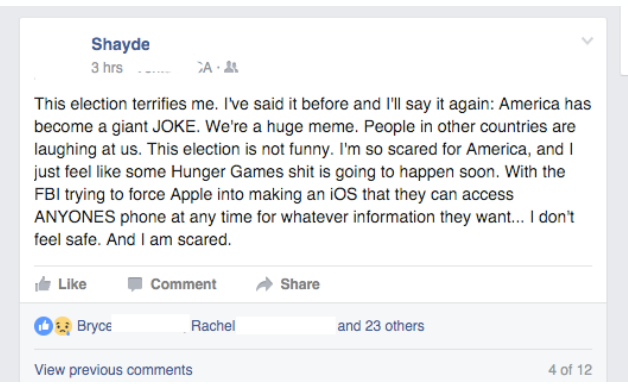 Shayde
3 hrs
This election terrifies me. I've said it before and I'll say it again: America has
become a giant JOKE. We're a huge meme. People in other countries are
laughing at us. This election is not funny. I'm so scared for America, and I
just feel like some Hunger Games shit is going to happen soon. With the
FBI trying to force Apple into making an iOS that they can access
ANYONES phone at any time for whatever information they want... I don't
feel safe. And I am scared.
Like Comment Share
Bryce Rachel and 23 others
View previous comments 4 of 12